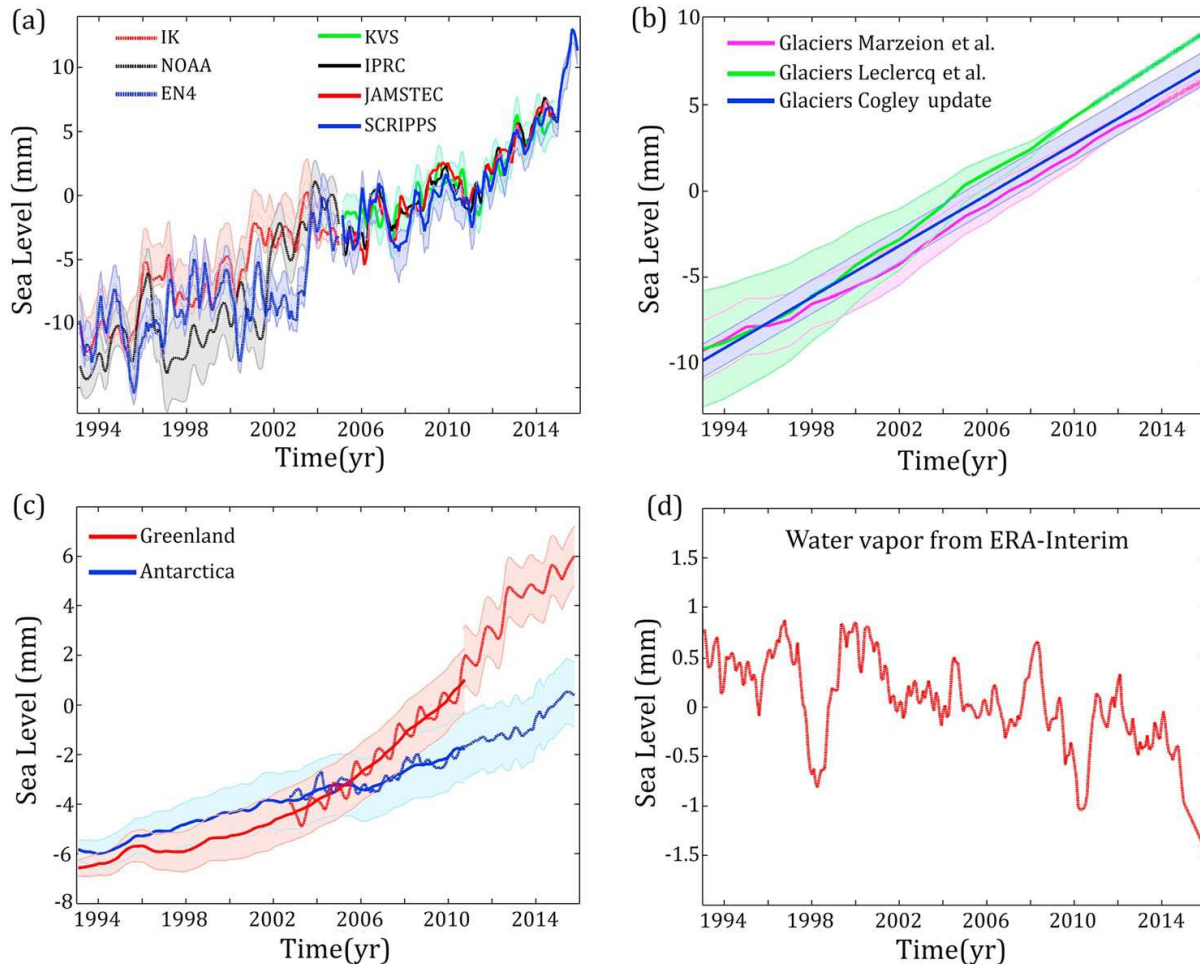 (a)
IK
NOAA
EN4
KVS
IPRC
JAMSTEC
SCRIPPS
10
5
0
-5
-10
Sea Level (mm)
1994 1998 2002 2006 2010 2014
Time(yr)
(b)
Glaciers Marzeion et al.
Glaciers Leclercq et al.
Glaciers Cogley update
10
5
0
-5
-10
Sea Level (mm)
1994 1998 2002 2006 2010 2014
Time(yr)
(c)
Greenland
Antarctica
6
4
2
0
-2
-4
-6
-8
Sea Level (mm)
1994 1998 2002 2006 2010 2014
Time(yr)
(d)
Water vapor from ERA-Interim
1.5
1
0.5
0
-0.5
-1
-1.5
Sea Level (mm)
1994 1998 2002 2006 2010 2014
Time(yr)